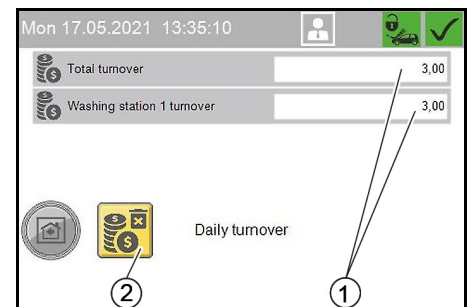 Mon 17.05.2021 13:35:10
Total turnover 3,00
Washing station 1 turnover 3,00
Daily turnover
2 1